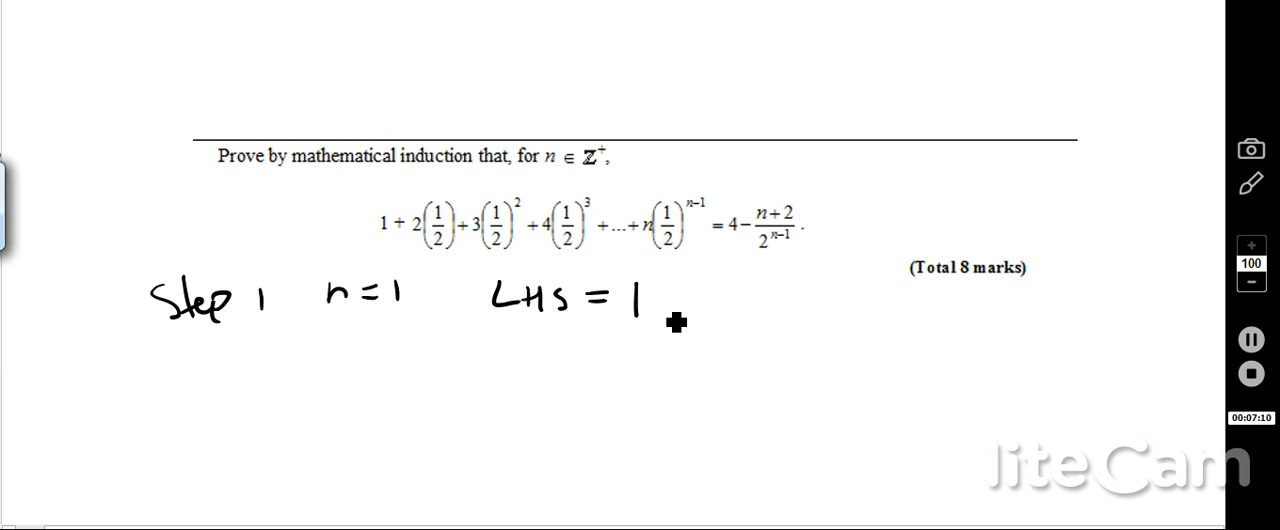 Prove by mathematical induction that, for n ∈ ℤ⁺,
1 + 2(1/2) + 3(1/2)² + 4(1/2)³ + ... + n(1/2)ⁿ⁻¹ = 4 − (n+2)/2ⁿ⁻¹ .
(Total 8 marks)
Step 1 n = 1 LHS = 1
100
00:07:10
liteCam